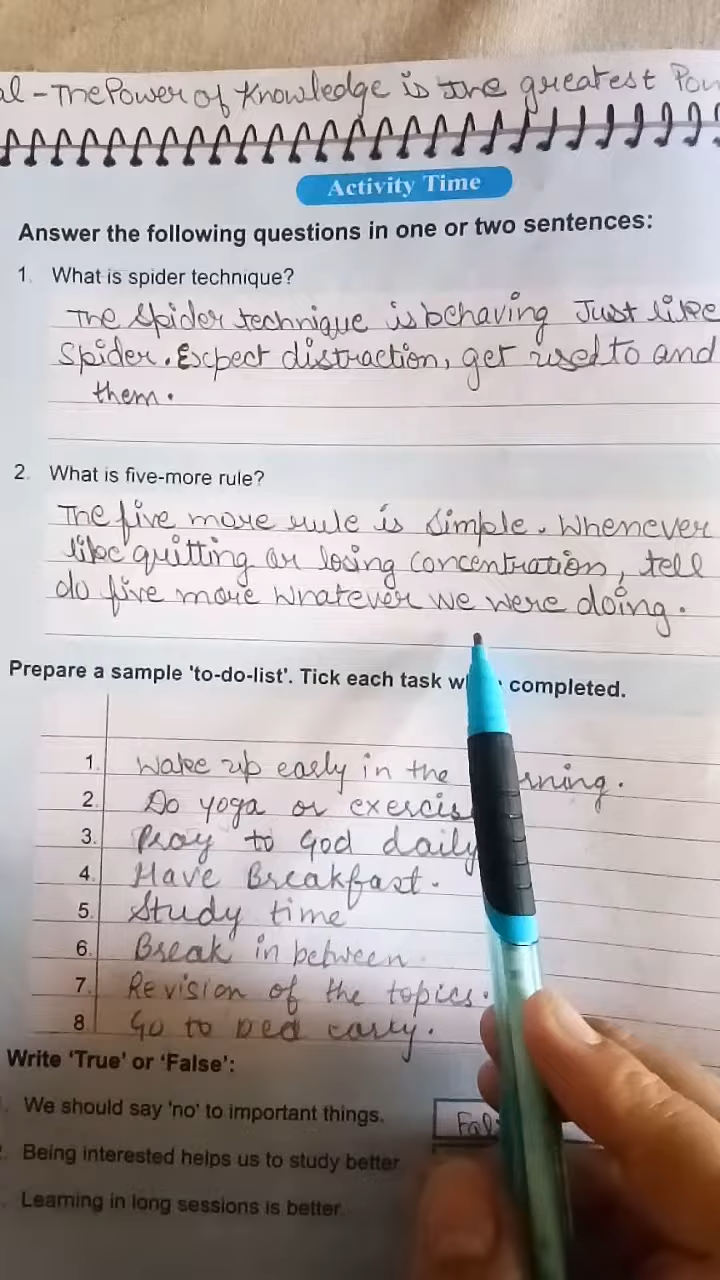 al - The Power of Knowledge is the greatest Pow
Activity Time
Answer the following questions in one or two sentences:
1. What is spider technique?
The spider technique is behaving Just like
Spider. Expect distraction, get used to and
them.
2. What is five-more rule?
The five more rule is simple. Whenever
like quitting or losing concentration, tell
do five more whatever we were doing.
Prepare a sample 'to-do-list'. Tick each task w completed.
1. Wake up early in the rning.
2. Do yoga or exercis
3. Pray to God daily
4. Have Breakfast.
5. Study time
6. Break in between.
7. Revision of the topics.
8 Go to bed early.
Write 'True' or 'False':
. We should say 'no' to important things. Fal
. Being interested helps us to study better
. Learning in long sessions is better.